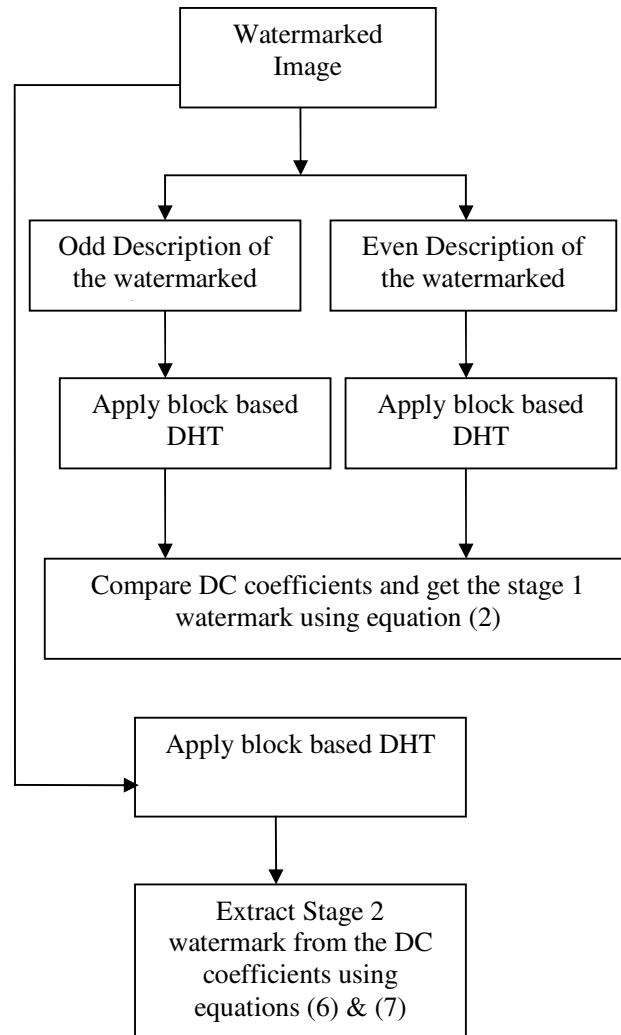 Watermarked
Image
Odd Description of
the watermarked
Even Description of
the watermarked
Apply block based
DHT
Apply block based
DHT
Compare DC coefficients and get the stage 1
watermark using equation (2)
Apply block based DHT
Extract Stage 2
watermark from the DC
coefficients using
equations (6) & (7)